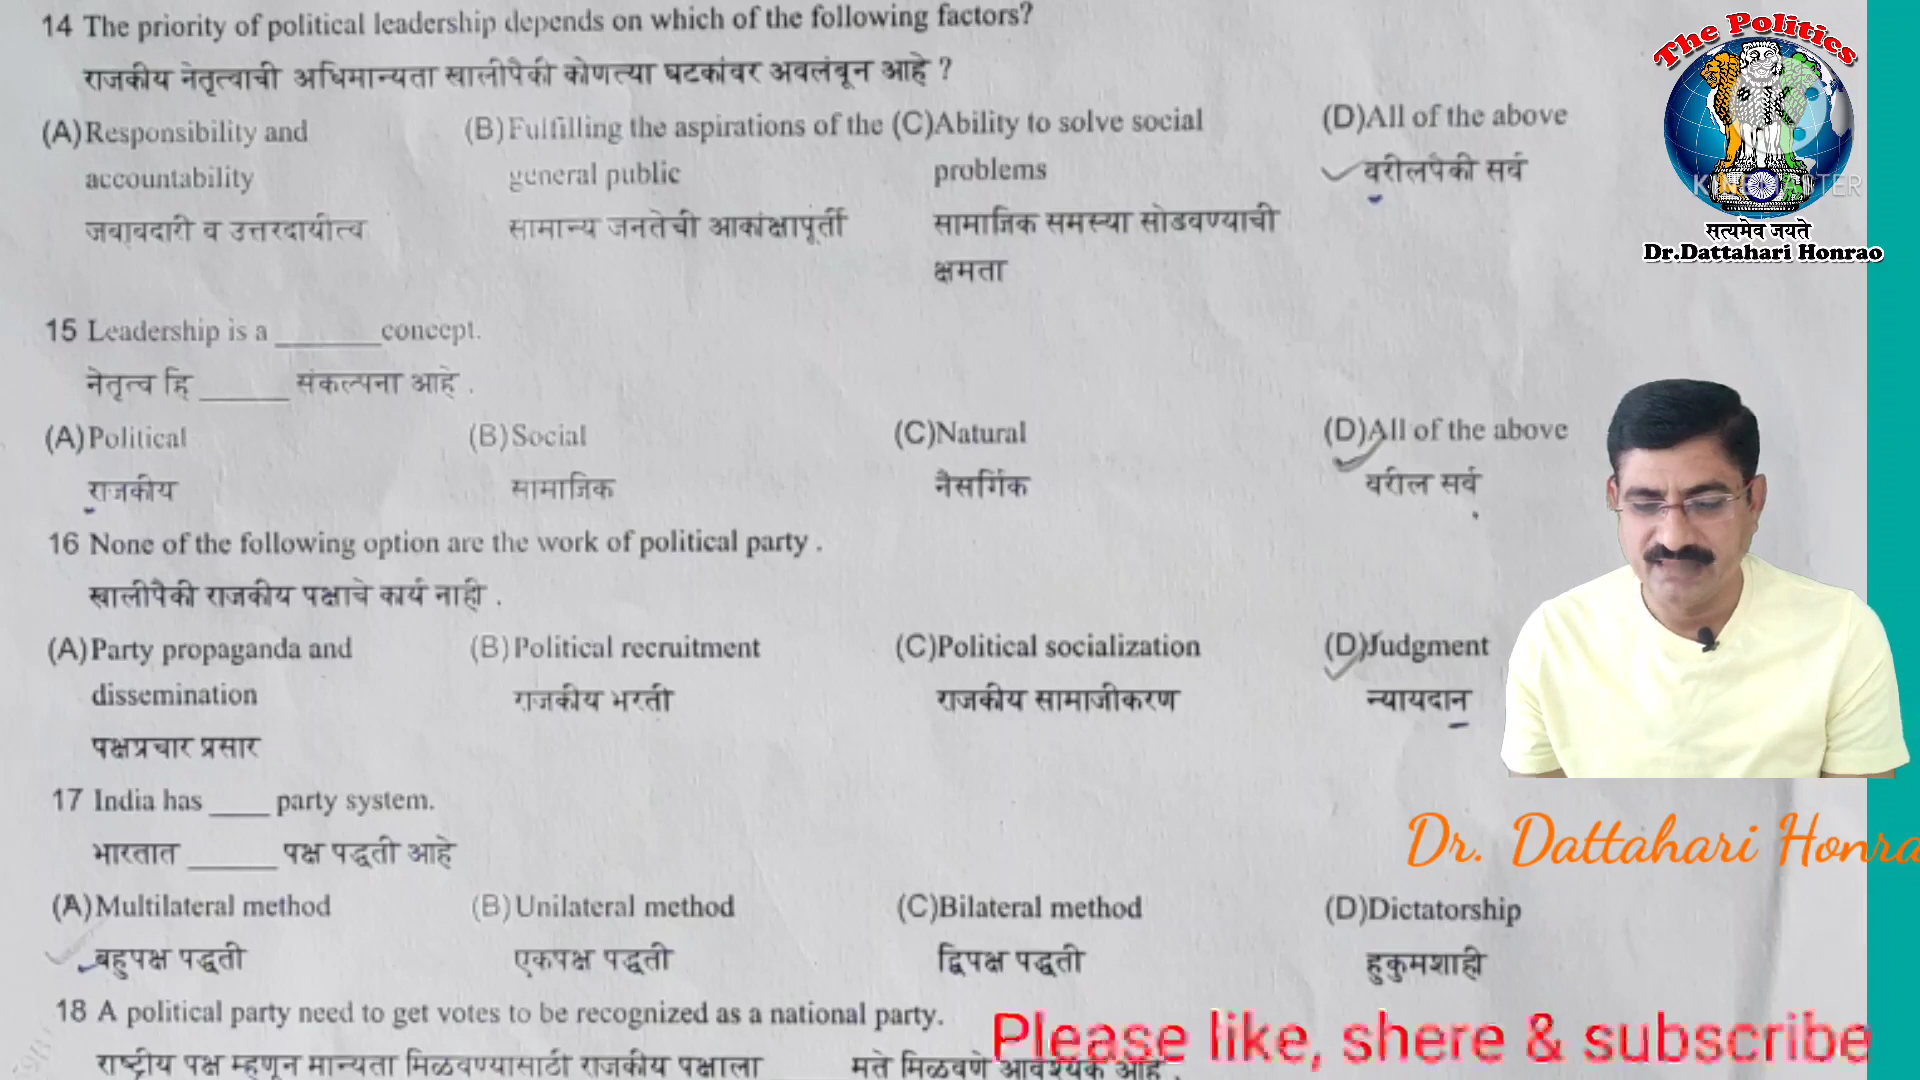 14 The priority of political leadership depends on which of the following factors?
राजकीय नेतृत्वाची अधिमान्यता खालीपैकी कोणत्या घटकांवर अवलंबून आहे ?
(A)Responsibility and accountability
जवाबदारी व उत्तरदायीत्व
(B)Fulfilling the aspirations of the general public
सामान्य जनतेची आकांक्षापूर्ती
(C)Ability to solve social problems
सामाजिक समस्या सोडवण्याची क्षमता
(D)All of the above
वरीलपैकी सर्व
15 Leadership is a ______concept.
नेतृत्व हि ______ संकल्पना आहे .
(A)Political
राजकीय
(B)Social
सामाजिक
(C)Natural
नैसर्गिक
(D)All of the above
वरील सर्व
16 None of the following option are the work of political party .
खालीपैकी राजकीय पक्षाचे कार्य नाही .
(A)Party propaganda and dissemination
पक्षप्रचार प्रसार
(B)Political recruitment
राजकीय भरती
(C)Political socialization
राजकीय सामाजीकरण
(D)Judgment
न्यायदान
17 India has ____ party system.
भारतात ______ पक्ष पद्धती आहे
(A)Multilateral method
बहुपक्ष पद्धती
(B)Unilateral method
एकपक्ष पद्धती
(C)Bilateral method
द्विपक्ष पद्धती
(D)Dictatorship
हुकुमशाही
18 A political party need to get votes to be recognized as a national party.
राष्ट्रीय पक्ष म्हणून मान्यता मिळवण्यासाठी राजकीय पक्षाला ______ मते मिळवणे आवश्यक आहे .
The Politics
KINEMASTER
सत्यमेव जयते
Dr.Dattahari Honrao
Dr. Dattahari Honra
Please like, shere & subscribe